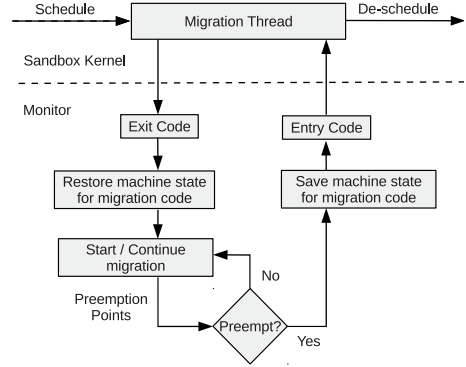 Schedule
Migration Thread
De-schedule
Sandbox Kernel
Monitor
Exit Code
Entry Code
Restore machine state
for migration code
Save machine state
for migration code
Start / Continue
migration
No
Preemption
Points
Preempt?
Yes